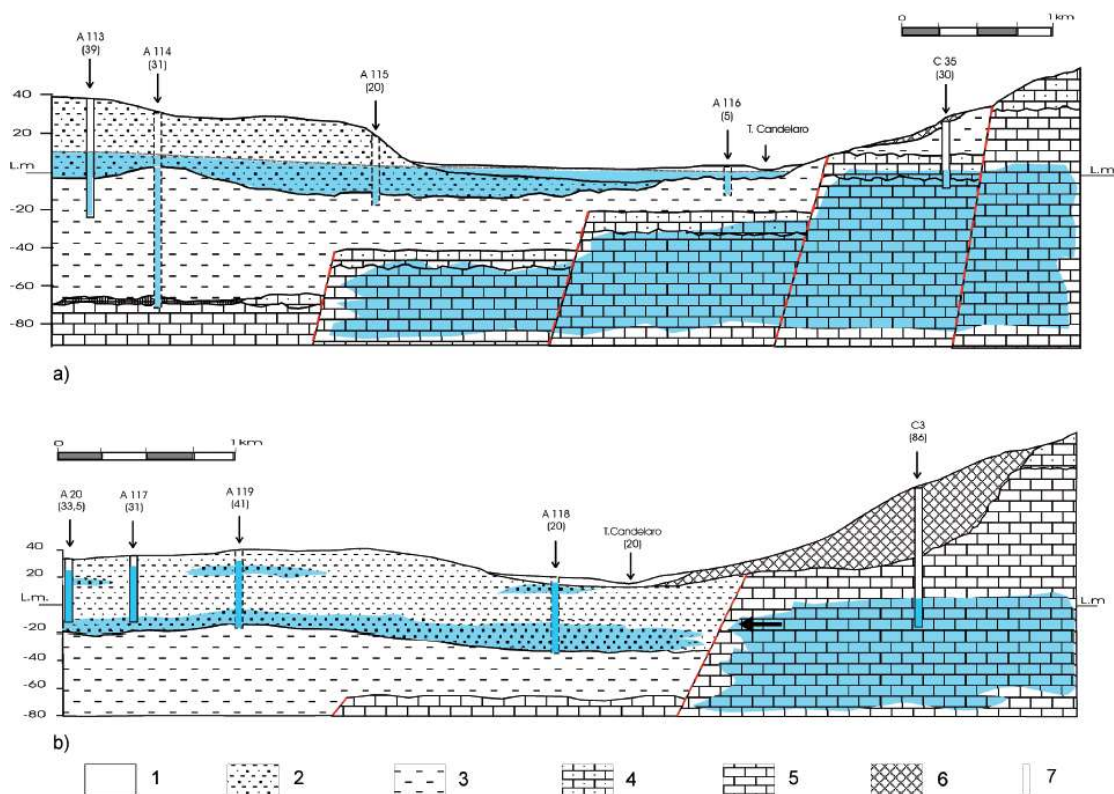 0 1 km
A 113
(39)
A 114
(31)
A 115
(20)
A 116
(5)
T. Candelaro
C 35
(30)
40
20
L.m
-20
-40
-60
-80
L.m
a)
0 1 km
A 20
(33,5)
A 117
(31)
A 119
(41)
A 118
(20)
T.Candelaro
(20)
C3
(86)
40
20
L.m.
-20
-40
-60
-80
L.m
b)
1 2 3 4 5 6 7